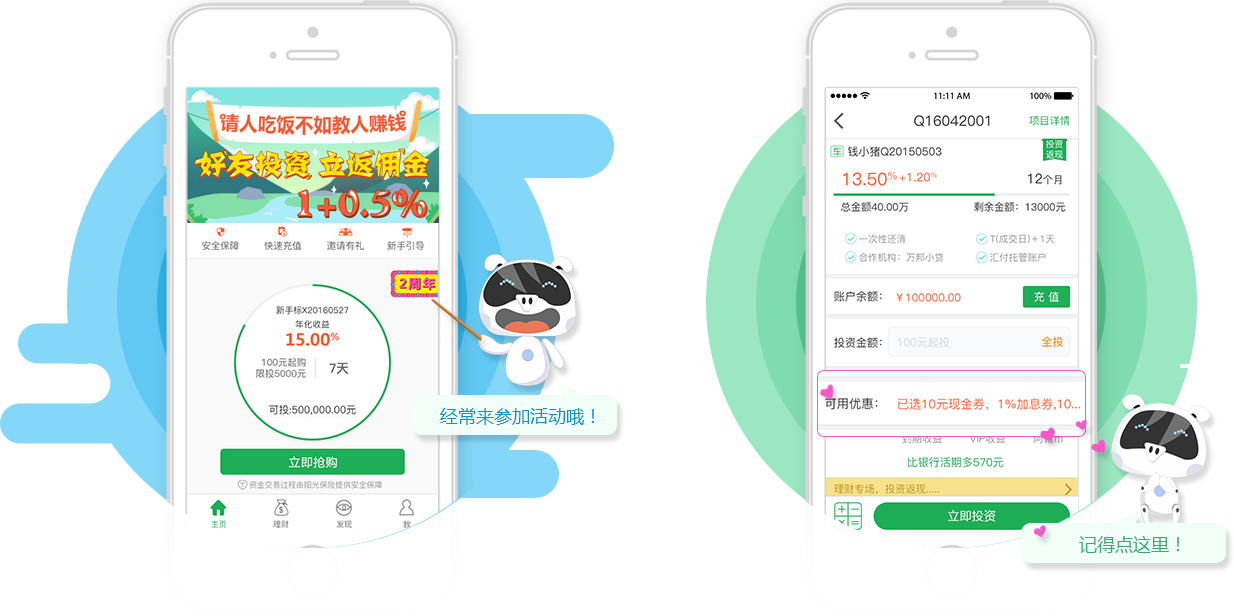 请人吃饭不如教人赚钱
好友投资 立返佣金
1+0.5%
安全保障 快速充值 邀请有礼 新手引导
2周年
新手标X20160527
年化收益
15.00%
100元起购
限投5000元
7天
可投:500,000.00元
立即抢购
资金交易过程由阳光保险提供安全保障
主页 理财 发现 我
经常来参加活动哦！
11:11 AM 100%
Q16042001 项目详情
车 钱小猪Q20150503
投资
返现
13.50%+1.20% 12个月
总金额40.00万 剩余金额：13000元
一次性还清 T(成交日)+1天
合作机构：万邦小贷 汇付托管账户
账户余额：￥100000.00 充 值
投资金额： 100元起投 全投
可用优惠： 已选10元现金券，1%加息券,10...
到期收益 VIP收益
比银行活期多570元
理财专场，投资返现.....
立即投资
记得点这里！